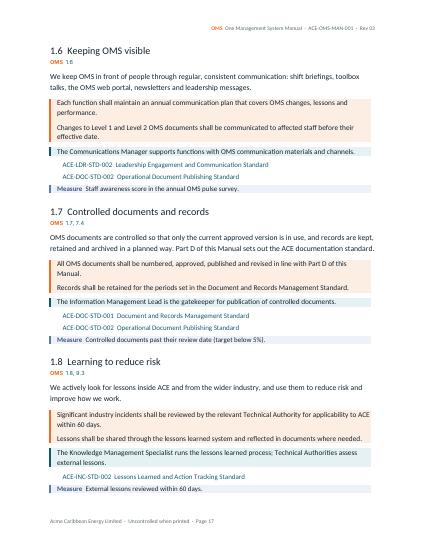 OMS One Management System Manual · ACE-OMS-MAN-001 · Rev 03
1.6 Keeping OMS visible
OMS 1.6
We keep OMS in front of people through regular, consistent communication: shift briefings, toolbox
talks, the OMS web portal, newsletters and leadership messages.
Each function shall maintain an annual communication plan that covers OMS changes, lessons and
performance.
Changes to Level 1 and Level 2 OMS documents shall be communicated to affected staff before their
effective date.
The Communications Manager supports functions with OMS communication materials and channels.
ACE-LDR-STD-002 Leadership Engagement and Communication Standard
ACE-DOC-STD-002 Operational Document Publishing Standard
Measure Staff awareness score in the annual OMS pulse survey.
1.7 Controlled documents and records
OMS 1.7, 7.4
OMS documents are controlled so that only the current approved version is in use, and records are kept,
retained and archived in a planned way. Part D of this Manual sets out the ACE documentation standard.
All OMS documents shall be numbered, approved, published and revised in line with Part D of this
Manual.
Records shall be retained for the periods set in the Document and Records Management Standard.
The Information Management Lead is the gatekeeper for publication of controlled documents.
ACE-DOC-STD-001 Document and Records Management Standard
ACE-DOC-STD-002 Operational Document Publishing Standard
Measure Controlled documents past their review date (target below 5%).
1.8 Learning to reduce risk
OMS 1.8, 9.3
We actively look for lessons inside ACE and from the wider industry, and use them to reduce risk and
improve how we work.
Significant industry incidents shall be reviewed by the relevant Technical Authority for applicability to ACE
within 60 days.
Lessons shall be shared through the lessons learned system and reflected in documents where needed.
The Knowledge Management Specialist runs the lessons learned process; Technical Authorities assess
external lessons.
ACE-INC-STD-002 Lessons Learned and Action Tracking Standard
Measure External lessons reviewed within 60 days.
Acme Caribbean Energy Limited · Uncontrolled when printed · Page 17